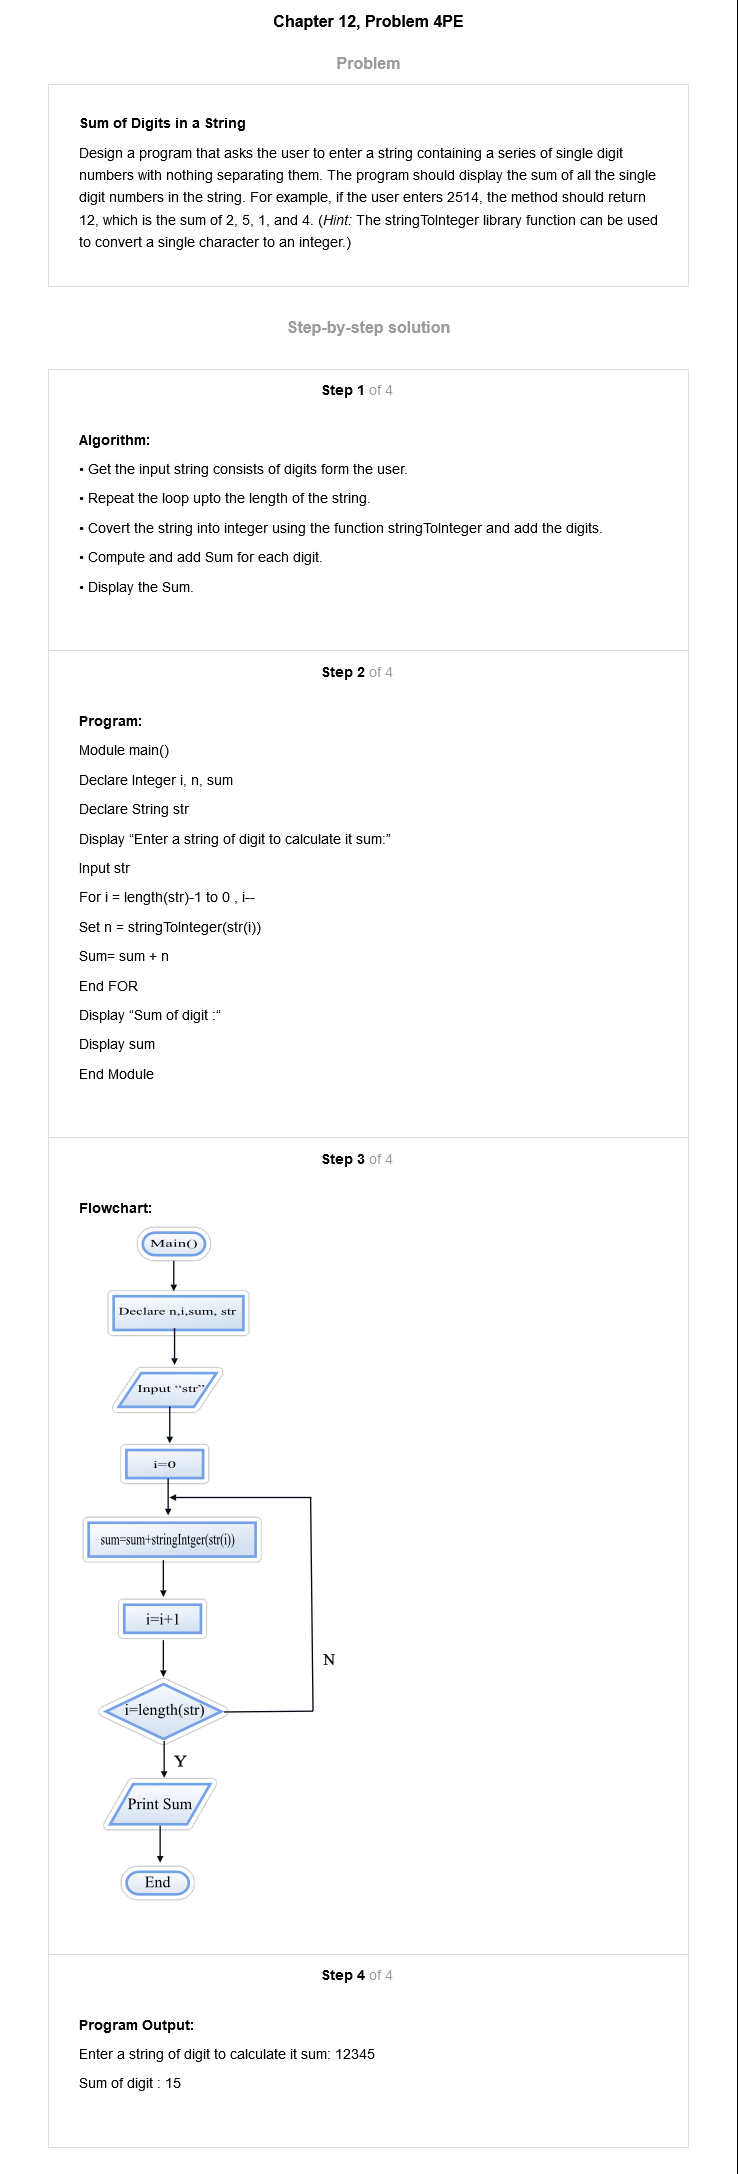 Chapter 12, Problem 4PE
Problem
Sum of Digits in a String
Design a program that asks the user to enter a string containing a series of single digit
numbers with nothing separating them. The program should display the sum of all the single
digit numbers in the string. For example, if the user enters 2514, the method should return
12, which is the sum of 2, 5, 1, and 4. (Hint: The stringToInteger library function can be used
to convert a single character to an integer.)
Step-by-step solution
Step 1 of 4
Algorithm:
• Get the input string consists of digits form the user.
• Repeat the loop upto the length of the string.
• Covert the string into integer using the function stringToInteger and add the digits.
• Compute and add Sum for each digit.
• Display the Sum.
Step 2 of 4
Program:
Module main()
Declare Integer i, n, sum
Declare String str
Display “Enter a string of digit to calculate it sum:”
Input str
For i = length(str)-1 to 0 , i--
Set n = stringToInteger(str(i))
Sum= sum + n
End FOR
Display “Sum of digit :“
Display sum
End Module
Step 3 of 4
Flowchart:
Main()
Declare n,i,sum, str
Input “str”
i=0
sum=sum+stringIntger(str(i))
i=i+1
N
i=length(str)
Y
Print Sum
End
Step 4 of 4
Program Output:
Enter a string of digit to calculate it sum: 12345
Sum of digit : 15